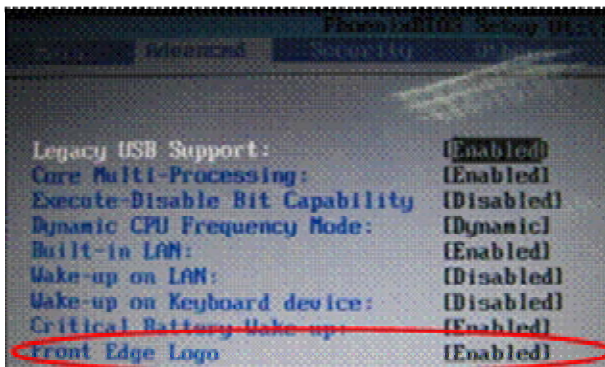 PhoenixBIOS Setup
Advanced Security
Legacy USB Support: [Enabled]
Core Multi-Processing: [Enabled]
Execute-Disable Bit Capability [Disabled]
Dynamic CPU Frequency Mode: [Dynamic]
Built-in LAN: [Enabled]
Wake-up on LAN: [Disabled]
Wake-up on Keyboard device: [Disabled]
Critical Battery Wake-up: [Enabled]
Front Edge Logo [Enabled]